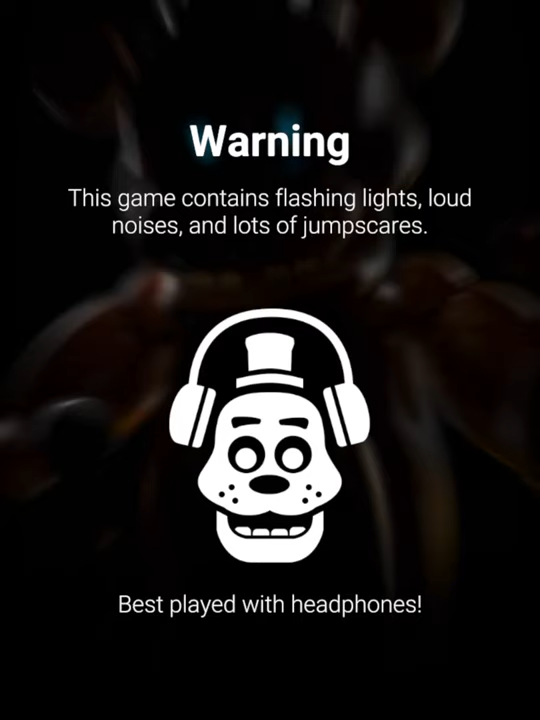 Warning
This game contains flashing lights, loud
noises, and lots of jumpscares.
Best played with headphones!